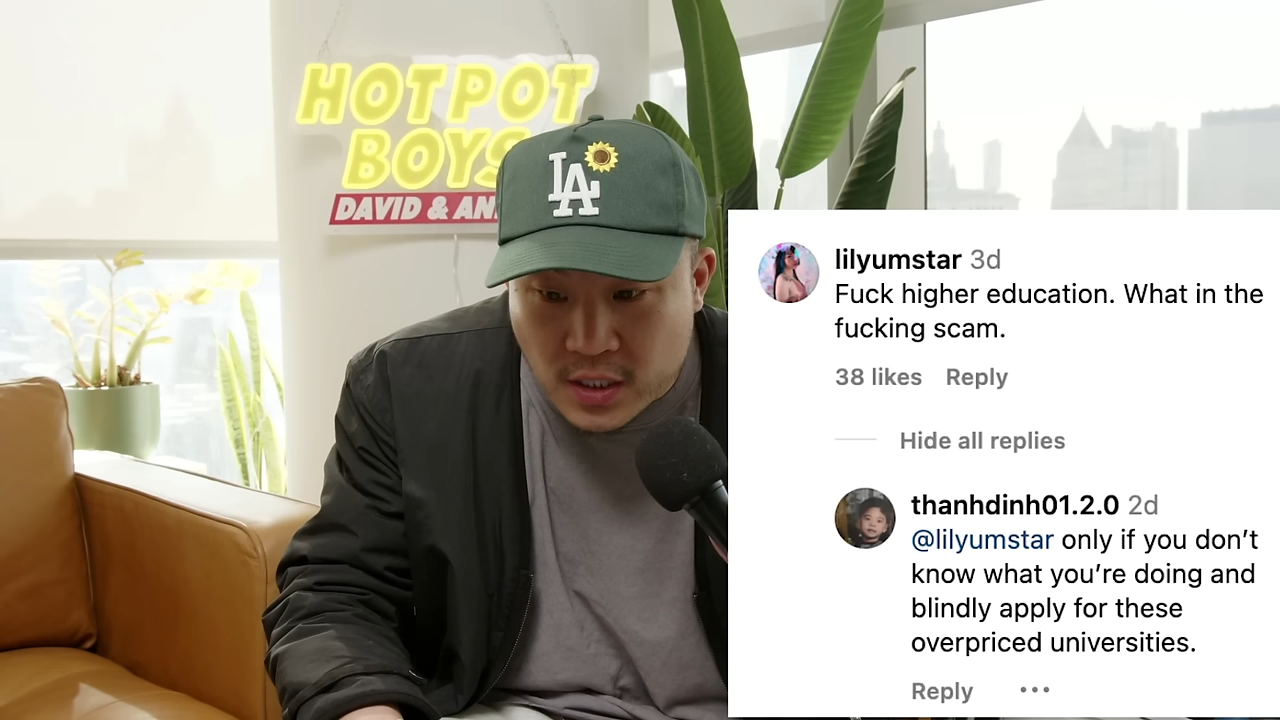 HOTPOT
BOYS
DAVID & AN
LA
lilyumstar 3d
Fuck higher education. What in the
fucking scam.
38 likes Reply
Hide all replies
thanhdinh01.2.0 2d
@lilyumstar only if you don’t
know what you’re doing and
blindly apply for these
overpriced universities.
Reply •••